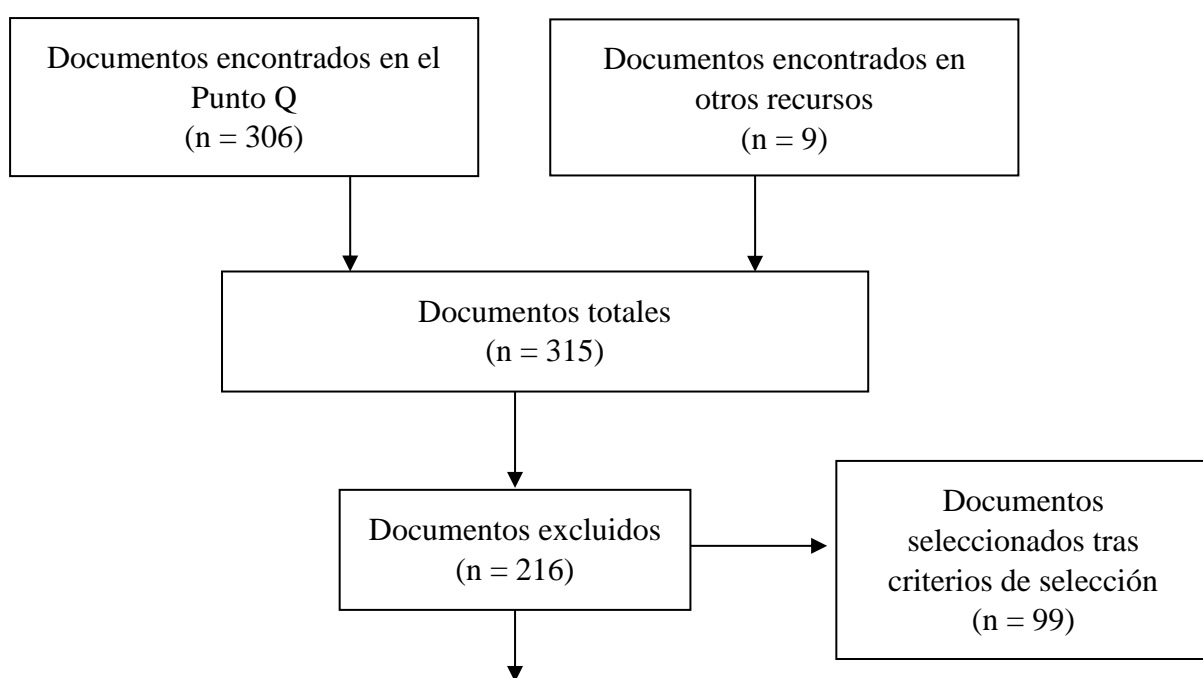 Documentos encontrados en el
Punto Q
(n = 306)
Documentos encontrados en
otros recursos
(n = 9)
Documentos totales
(n = 315)
Documentos excluidos
(n = 216)
Documentos
seleccionados tras
criterios de selección
(n = 99)